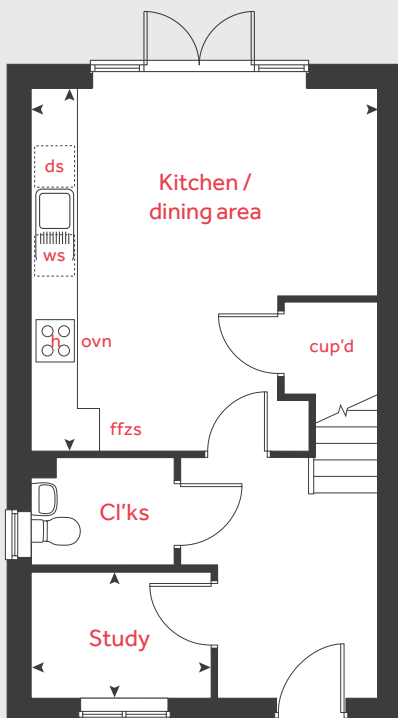 ds
Kitchen /
dining area
ws
h ovn
cup'd
ffzs
Cl'ks
Study